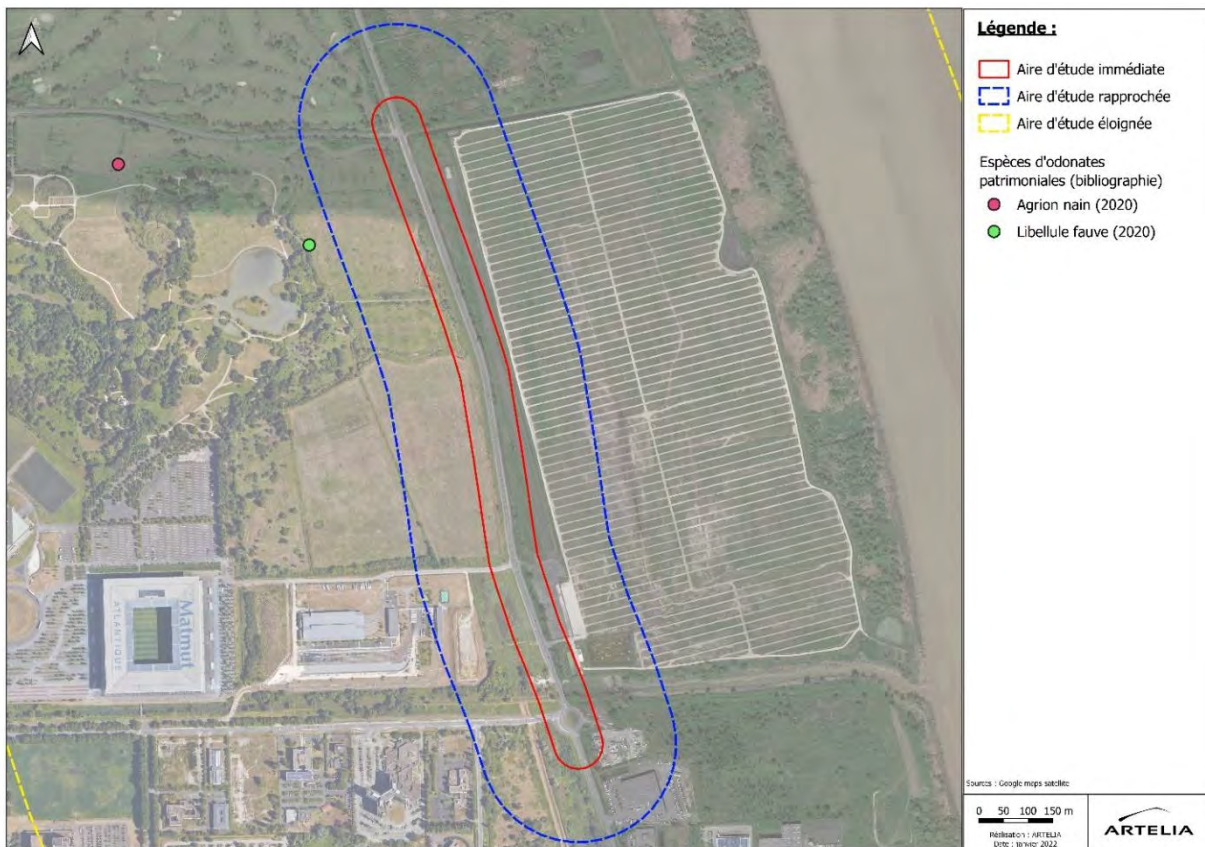 Légende :
Aire d'étude immédiate
Aire d'étude rapprochée
Aire d'étude éloignée
Espèces d'odonates
patrimoniales (bibliographie)
Agrion nain (2020)
Libellule fauve (2020)
Matmut
ATLANTIQUE
Sources : Google maps satellite
0 50 100 150 m
Réalisation : ARTELIA
Date : janvier 2022
ARTELIA